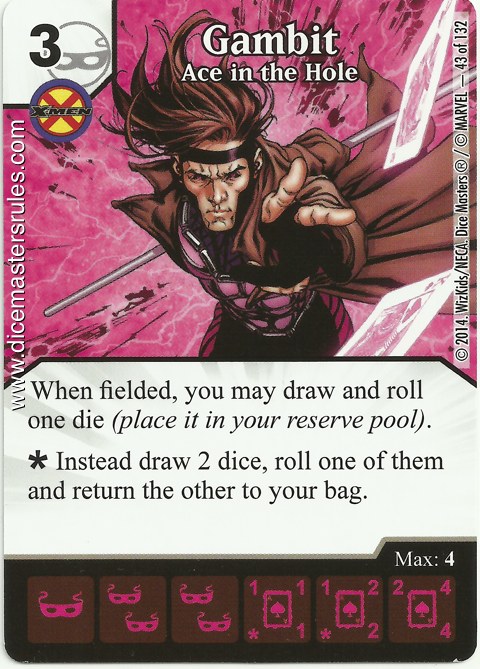 3
Gambit
Ace in the Hole
X-MEN
www.dicemastersrules.com
© 2014. WizKids/NECA. Dice Masters ® / © MARVEL — 43 of 132
When fielded, you may draw and roll
one die (place it in your reserve pool).
* Instead draw 2 dice, roll one of them
and return the other to your bag.
Max: 4
1 1 1 2 2 4
* 1 * 2 4